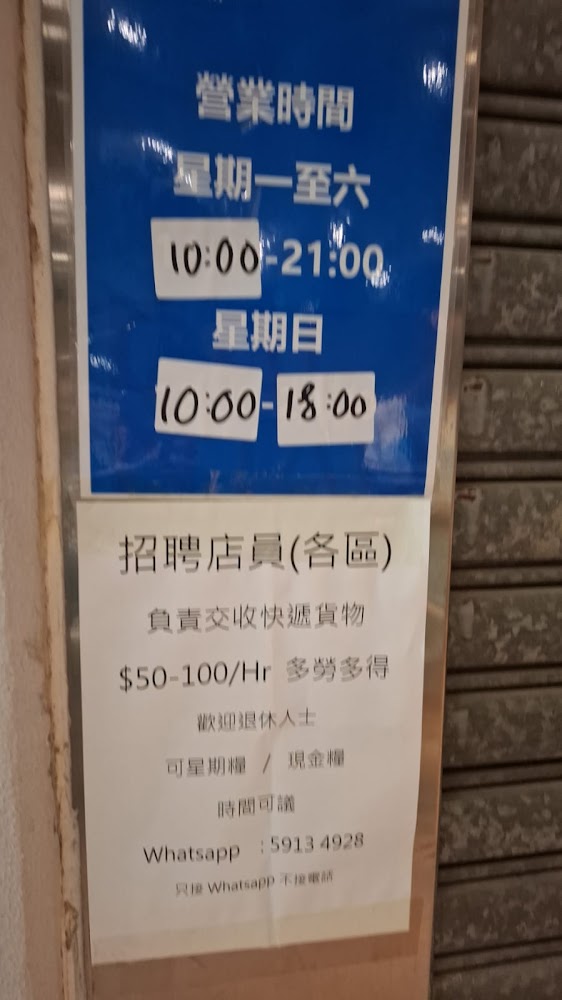 營業時間
星期一至六
10:00-21:00
星期日
10:00-18:00
招聘店員(各區)
負責交收快遞貨物
$50-100/Hr 多勞多得
歡迎退休人士
可星期糧 / 現金糧
時間可議
Whatsapp : 5913 4928
只接 Whatsapp 不接電話